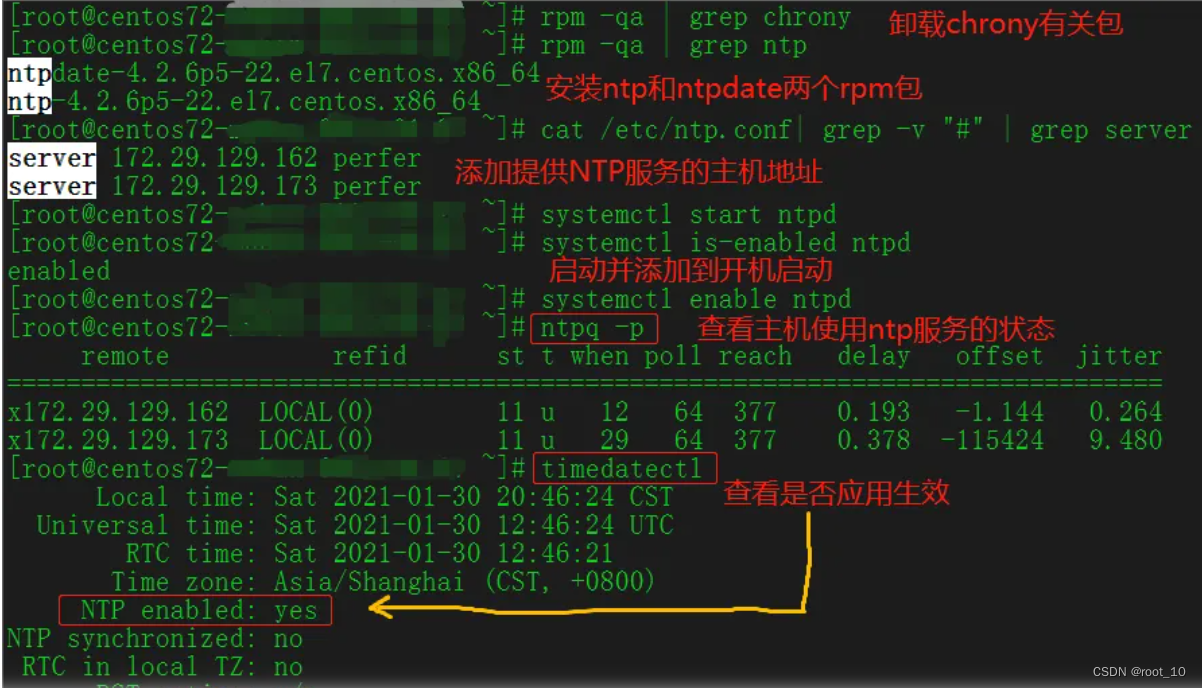 [root@centos72- ~]# rpm -qa | grep chrony 卸载chrony有关包
[root@centos72- ~]# rpm -qa | grep ntp
ntpdate-4.2.6p5-22.el7.centos.x86_64
ntp-4.2.6p5-22.el7.centos.x86_64 安装ntp和ntpdate两个rpm包
[root@centos72- ~]# cat /etc/ntp.conf| grep -v "#" | grep server
server 172.29.129.162 perfer
server 172.29.129.173 perfer 添加提供NTP服务的主机地址
[root@centos72- ~]# systemctl start ntpd
[root@centos72- ~]# systemctl is-enabled ntpd
enabled 启动并添加到开机启动
[root@centos72- ~]# systemctl enable ntpd
[root@centos72- ~]# ntpq -p 查看主机使用ntp服务的状态
remote refid st t when poll reach delay offset jitter
==============================================================================
x172.29.129.162 LOCAL(0) 11 u 12 64 377 0.193 -1.144 0.264
x172.29.129.173 LOCAL(0) 11 u 29 64 377 0.378 -115424 9.480
[root@centos72- ~]# timedatectl 查看是否应用生效
Local time: Sat 2021-01-30 20:46:24 CST
Universal time: Sat 2021-01-30 12:46:24 UTC
RTC time: Sat 2021-01-30 12:46:21
Time zone: Asia/Shanghai (CST, +0800)
NTP enabled: yes
NTP synchronized: no
RTC in local TZ: no
CSDN @root_10